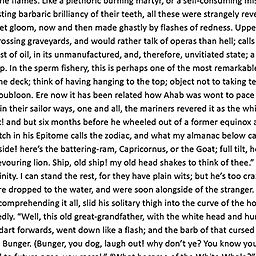 he flames. Like a plethoric burning martyr, or a self-consuming mis
sting barbaric brilliancy of their teeth, all these were strangely reve
et gloom, now and then made ghastly by flashes of redness. Uppe
rossing graveyards, and would rather talk of operas than hell; calls
st of oil, in its unmanufactured, and, therefore, unvitiated state; a
p. In the sperm fishery, this is perhaps one of the most remarkable
he deck; think of having hanging to the top; object not to taking te
oubloon. Ere now it has been related how Ahab was wont to pace
n their sailor ways, one and all, the mariners revered it as the whi
t! and but six months before he wheeled out of a former equinox a
tch in his Epitome calls the zodiac, and what my almanac below ca
side! here's the battering-ram, Capricornus, or the Goat; full tilt, he
evouring lion. Ship, old ship! my old head shakes to think of thee."
inity. I can stand the rest, for they have plain wits; but he's too craz
re dropped to the water, and were soon alongside of the stranger.
comprehending it all, slid his solitary thigh into the curve of the ho
edly. "Well, this old great-grandfather, with the white head and hum
dart forwards, went down like a flash; and the barb of that cursed
Bunger. (Bunger, you dog, laugh out! why don't ye? You know you'